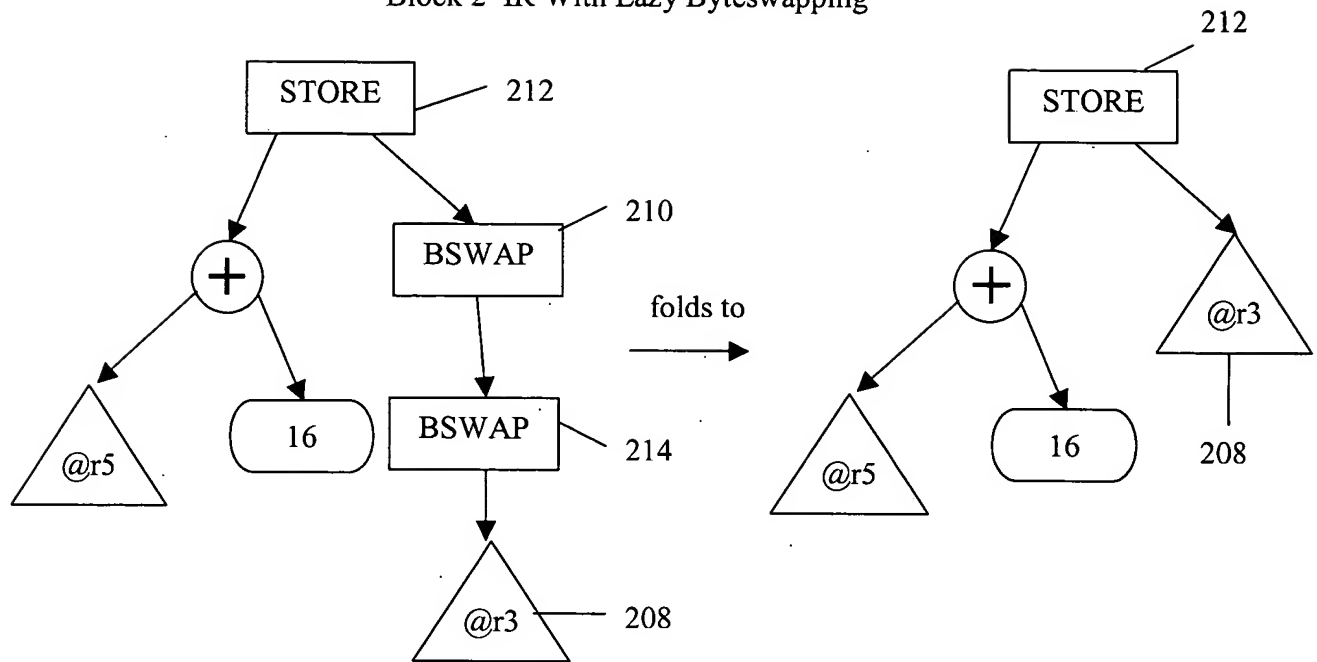 Block 2 IR With Lazy Byteswapping
212
STORE
212
STORE
210
BSWAP
+
+
folds to
@r3
BSWAP
16
214
@r5
16
208
@r5
@r3
208